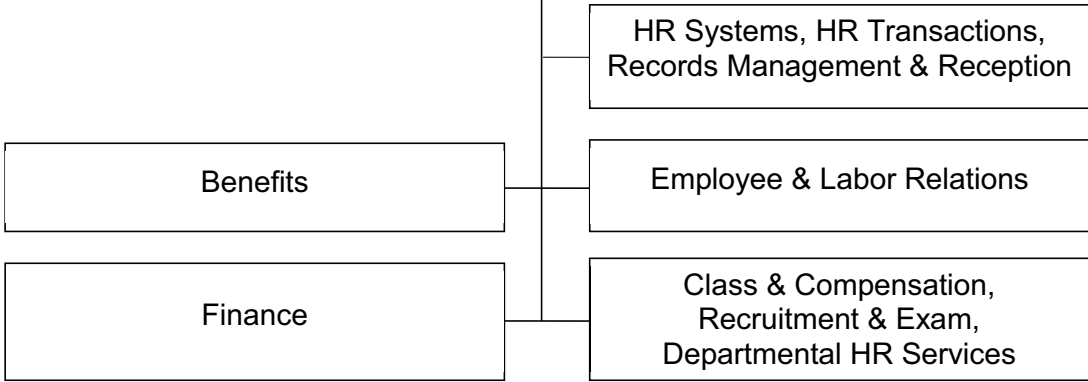 HR Systems, HR Transactions,
Records Management & Reception
Benefits
Employee & Labor Relations
Finance
Class & Compensation,
Recruitment & Exam,
Departmental HR Services